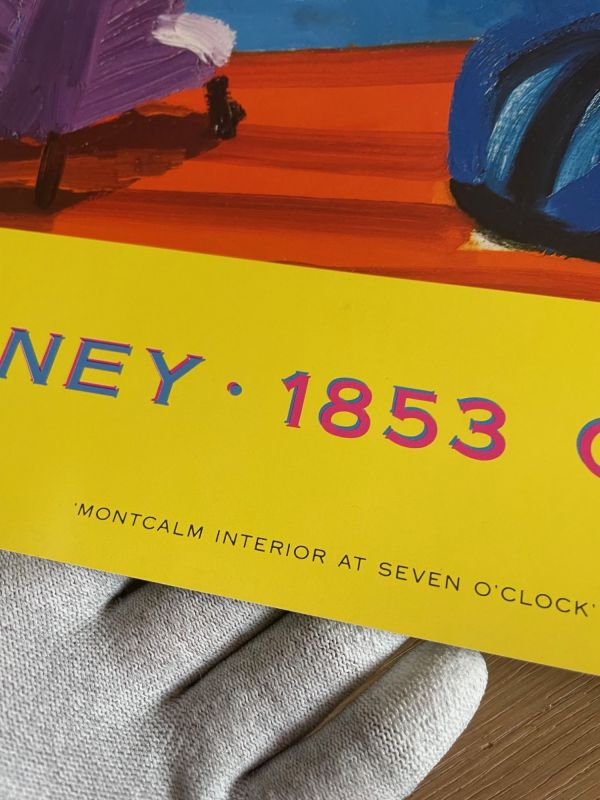 NEY · 1853
'MONTCALM INTERIOR AT SEVEN O'CLOCK'